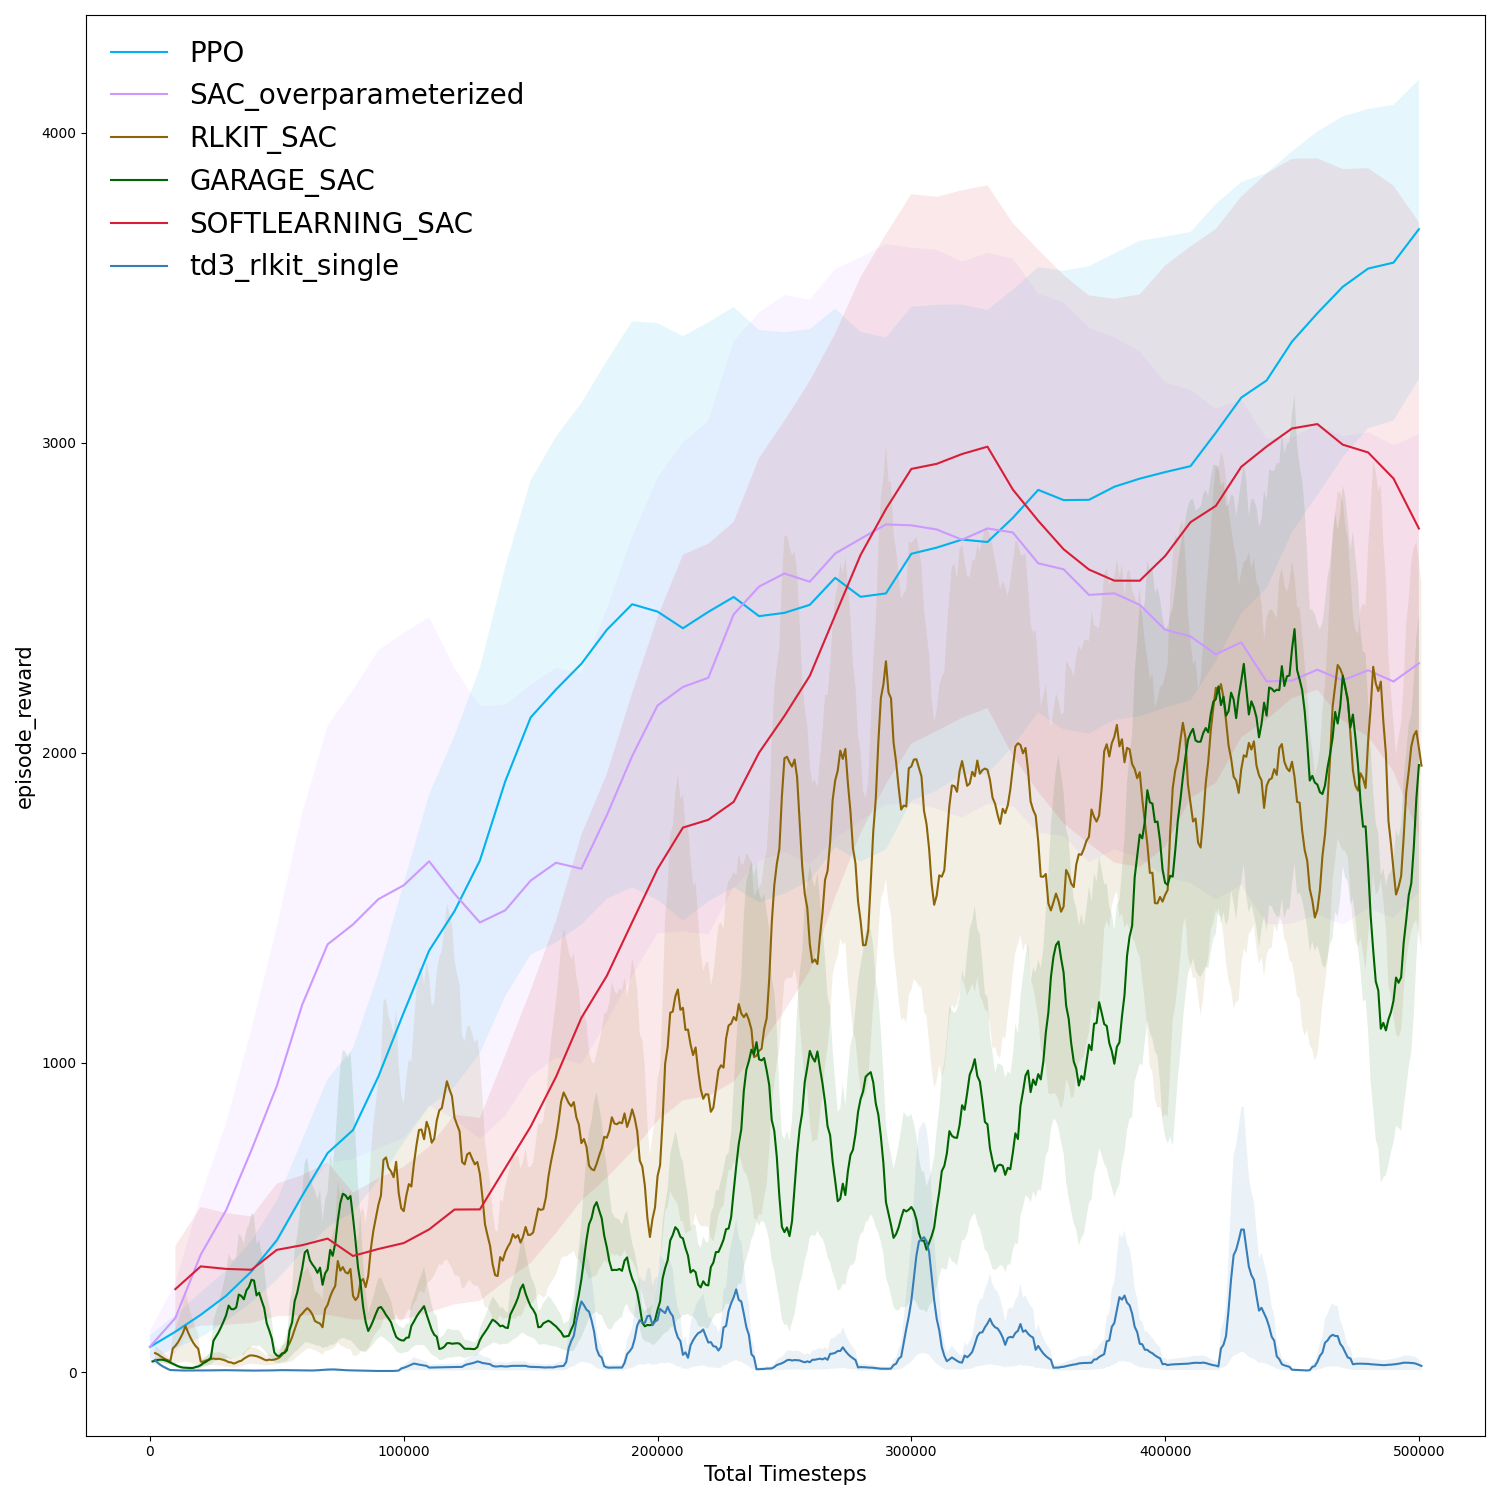 PPO
SAC_overparameterized
RLKIT_SAC
GARAGE_SAC
SOFTLEARNING_SAC
td3_rlkit_single
4000
3000
2000
1000
0
episode_reward
0 100000 200000 300000 400000 500000
Total Timesteps